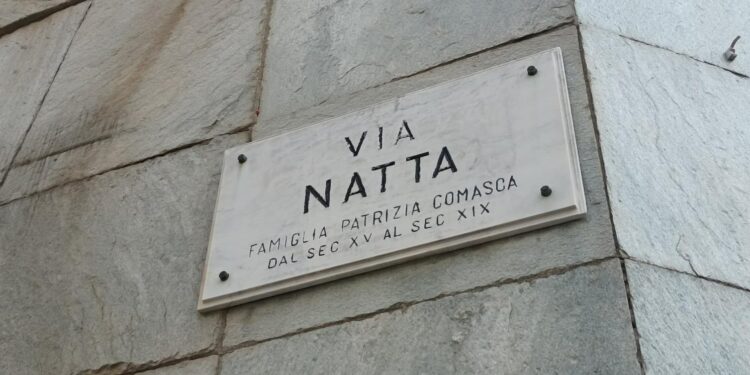 VIA
NATTA
FAMIGLIA PATRIZIA COMASCA
DAL SEC XV AL SEC XIX